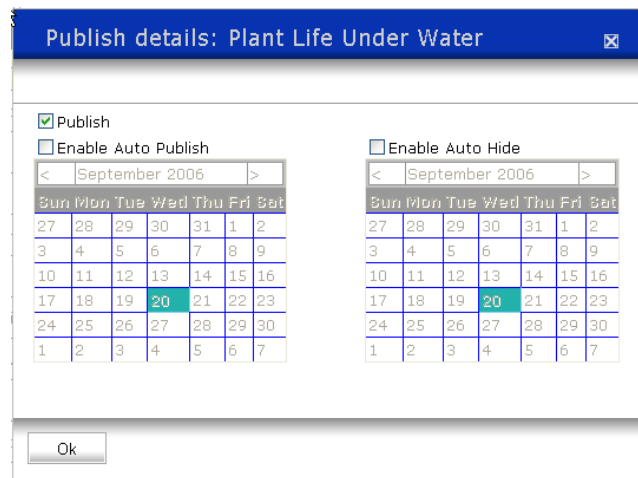 Publish details: Plant Life Under Water
Publish
Enable Auto Publish
< September 2006 >
Sun Mon Tue Wed Thu Fri Sat
27 28 29 30 31 1 2
3 4 5 6 7 8 9
10 11 12 13 14 15 16
17 18 19 20 21 22 23
24 25 26 27 28 29 30
1 2 3 4 5 6 7
Enable Auto Hide
< September 2006 >
Sun Mon Tue Wed Thu Fri Sat
27 28 29 30 31 1 2
3 4 5 6 7 8 9
10 11 12 13 14 15 16
17 18 19 20 21 22 23
24 25 26 27 28 29 30
1 2 3 4 5 6 7
Ok